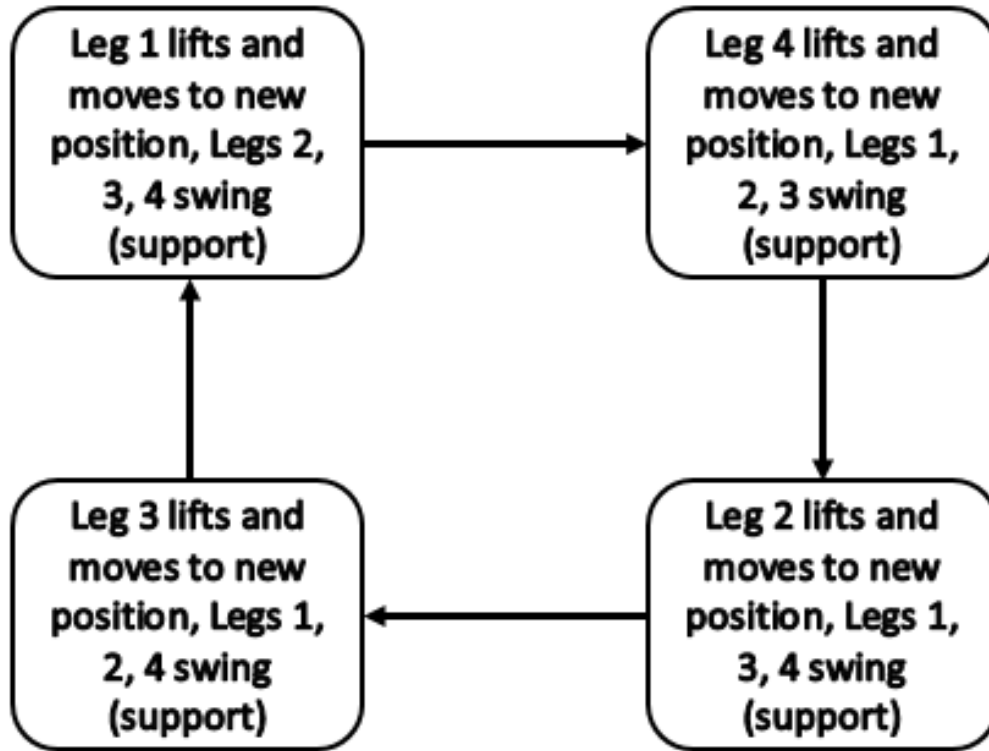 Leg 1 lifts and
moves to new
position, Legs 2,
3, 4 swing
(support)
Leg 4 lifts and
moves to new
position, Legs 1,
2, 3 swing
(support)
Leg 2 lifts and
moves to new
position, Legs 1,
3, 4 swing
(support)
Leg 3 lifts and
moves to new
position, Legs 1,
2, 4 swing
(support)